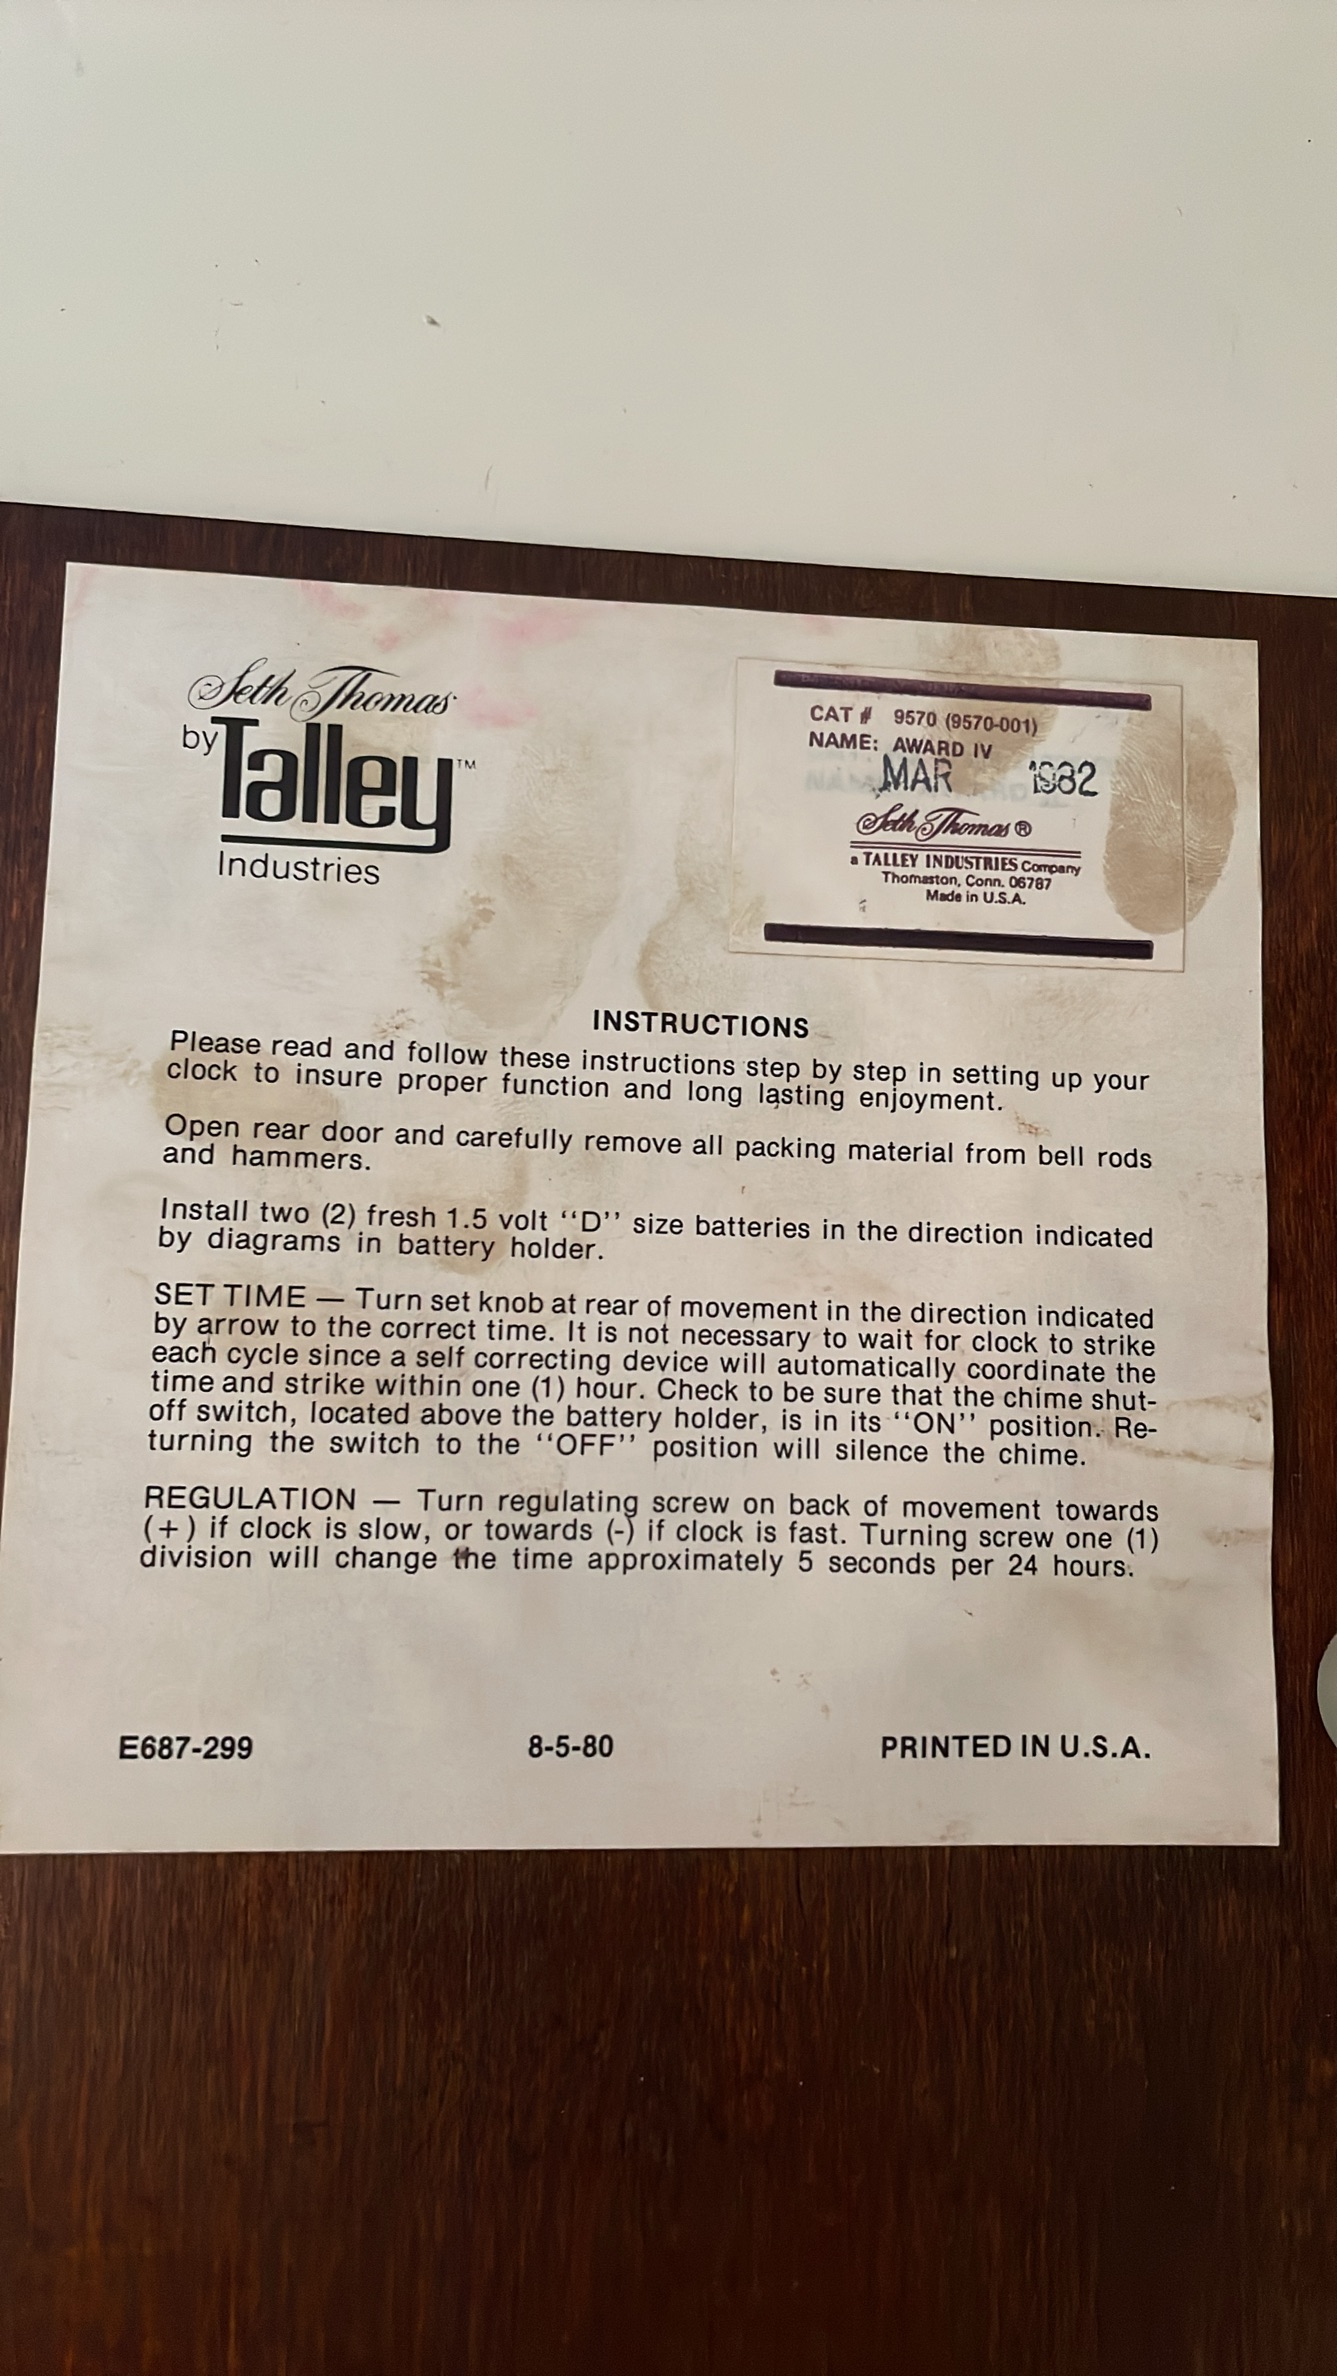 Seth Thomas
by Talley™
Industries
CAT # 9570 (9570-001)
NAME: AWARD IV
MAR 1982
Seth Thomas ®
a TALLEY INDUSTRIES Company
Thomaston, Conn. 06787
Made in U.S.A.
INSTRUCTIONS
Please read and follow these instructions step by step in setting up your
clock to insure proper function and long lasting enjoyment.
Open rear door and carefully remove all packing material from bell rods
and hammers.
Install two (2) fresh 1.5 volt ‘‘D’’ size batteries in the direction indicated
by diagrams in battery holder.
SET TIME — Turn set knob at rear of movement in the direction indicated
by arrow to the correct time. It is not necessary to wait for clock to strike
each cycle since a self correcting device will automatically coordinate the
time and strike within one (1) hour. Check to be sure that the chime shut-
off switch, located above the battery holder, is in its ‘‘ON’’ position. Re-
turning the switch to the ‘‘OFF’’ position will silence the chime.
REGULATION — Turn regulating screw on back of movement towards
(+) if clock is slow, or towards (-) if clock is fast. Turning screw one (1)
division will change the time approximately 5 seconds per 24 hours.
E687-299 8-5-80 PRINTED IN U.S.A.